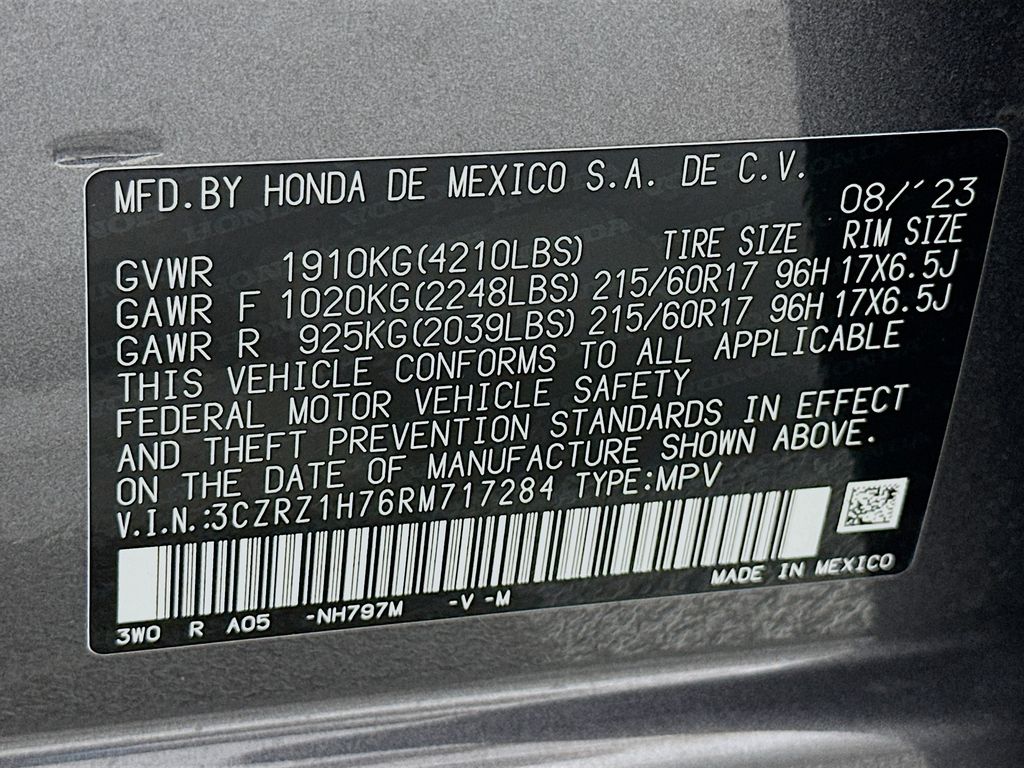 MFD.BY HONDA DE MEXICO S.A. DE C.V.
08/´23
GVWR 1910KG(4210LBS) TIRE SIZE RIM SIZE
GAWR F 1020KG(2248LBS) 215/60R17 96H 17X6.5J
GAWR R 925KG(2039LBS) 215/60R17 96H 17X6.5J
THIS VEHICLE CONFORMS TO ALL APPLICABLE
FEDERAL MOTOR VEHICLE SAFETY
AND THEFT PREVENTION STANDARDS IN EFFECT
ON THE DATE OF MANUFACTURE SHOWN ABOVE.
V.I.N.:3CZRZ1H76RM717284 TYPE:MPV
MADE IN MEXICO
3W0 R A05 -NH797M -V -M